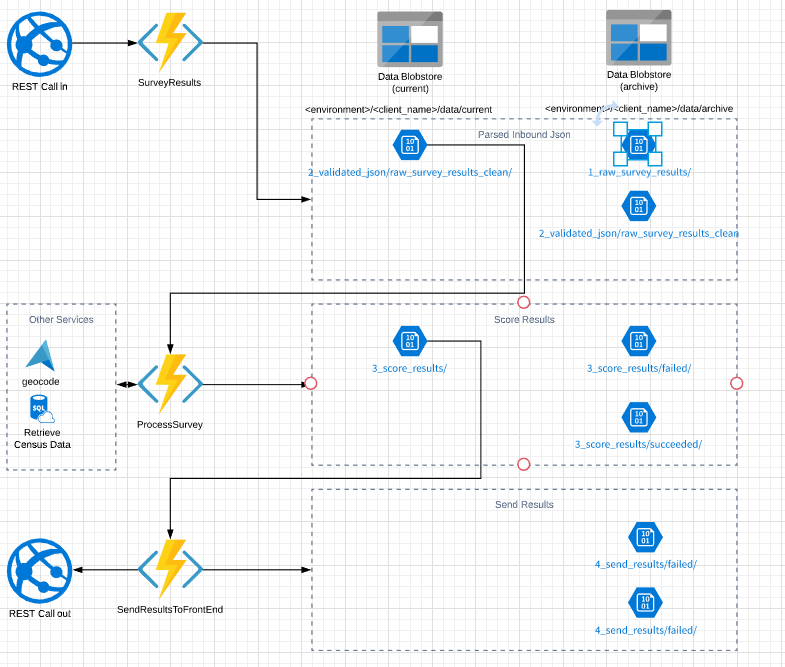 REST Call in
SurveyResults
Data Blobstore
(current)
Data Blobstore
(archive)
<environment>/<client_name>/data/current
<environment>/<client_name>/data/archive
Parsed Inbound Json
10
01
2_validated_json/raw_survey_results_clean/
10
01
1_raw_survey_results/
10
01
2_validated_json/raw_survey_results_clean
Other Services
geocode
SQL
Retrieve
Census Data
ProcessSurvey
Score Results
10
01
3_score_results/
10
01
3_score_results/failed/
10
01
3_score_results/succeeded/
REST Call out
SendResultsToFrontEnd
Send Results
10
01
4_send_results/failed/
10
01
4_send_results/failed/